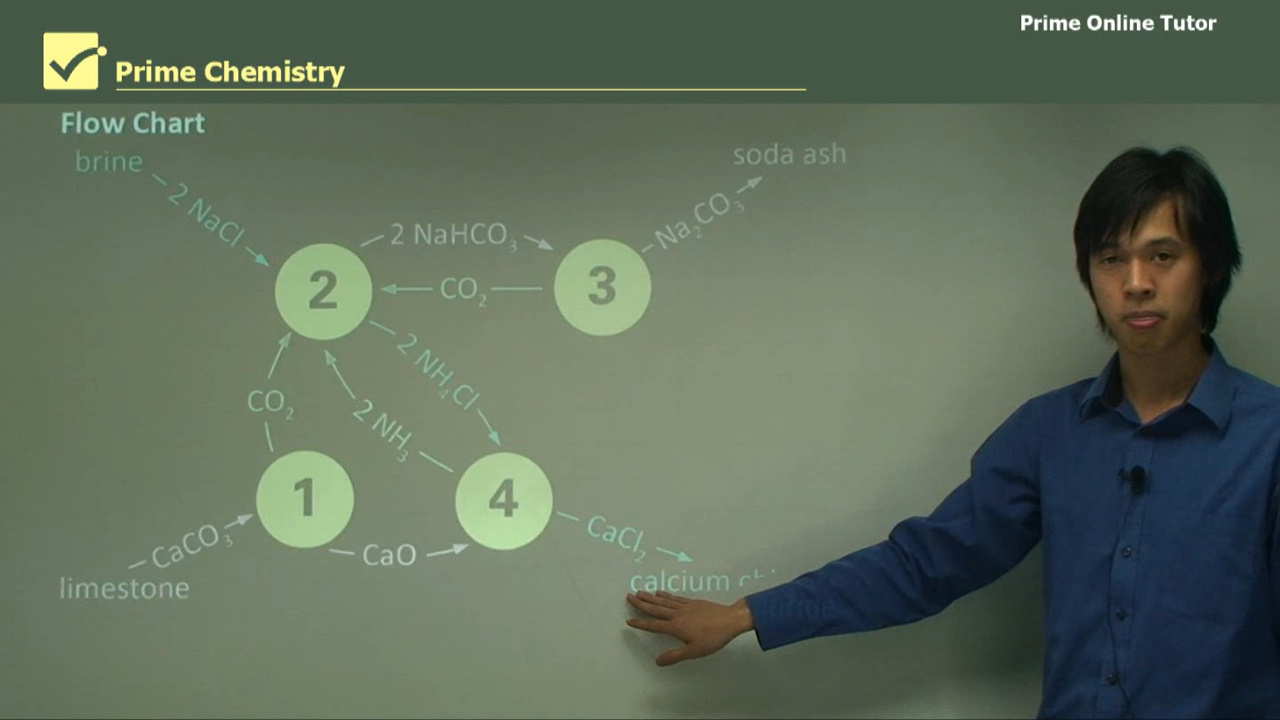 Prime Online Tutor
Prime Chemistry
Flow Chart
brine
soda ash
2 NaCl
2 NaHCO₃
Na₂CO₃
2
3
CO₂
2 NH₄Cl
CO₂
2 NH₃
1
4
CaCO₃
CaO
CaCl₂
limestone
calcium